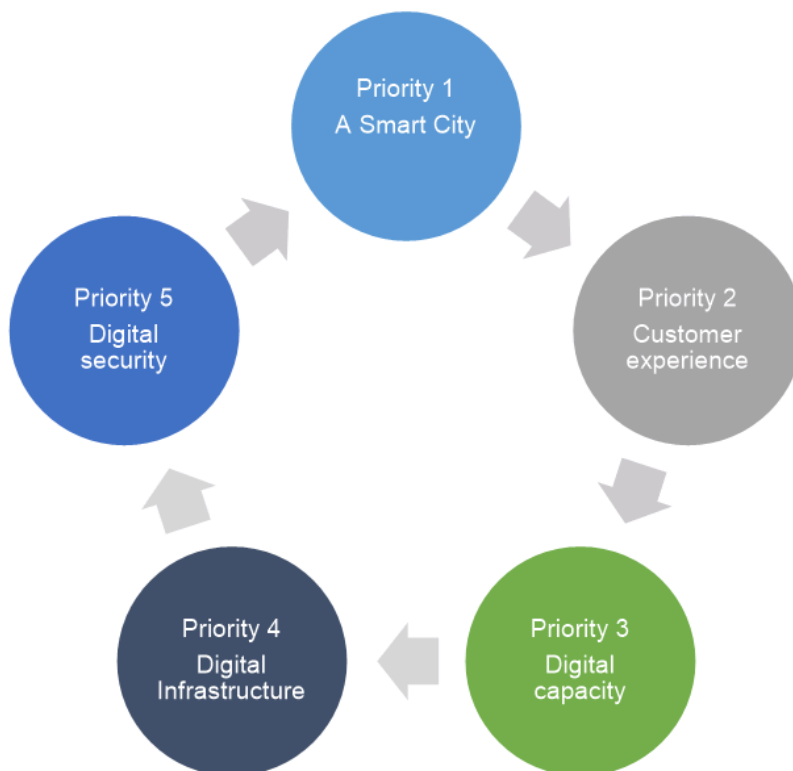 Priority 1
A Smart City
Priority 2
Customer
experience
Priority 3
Digital
capacity
Priority 4
Digital
Infrastructure
Priority 5
Digital
security